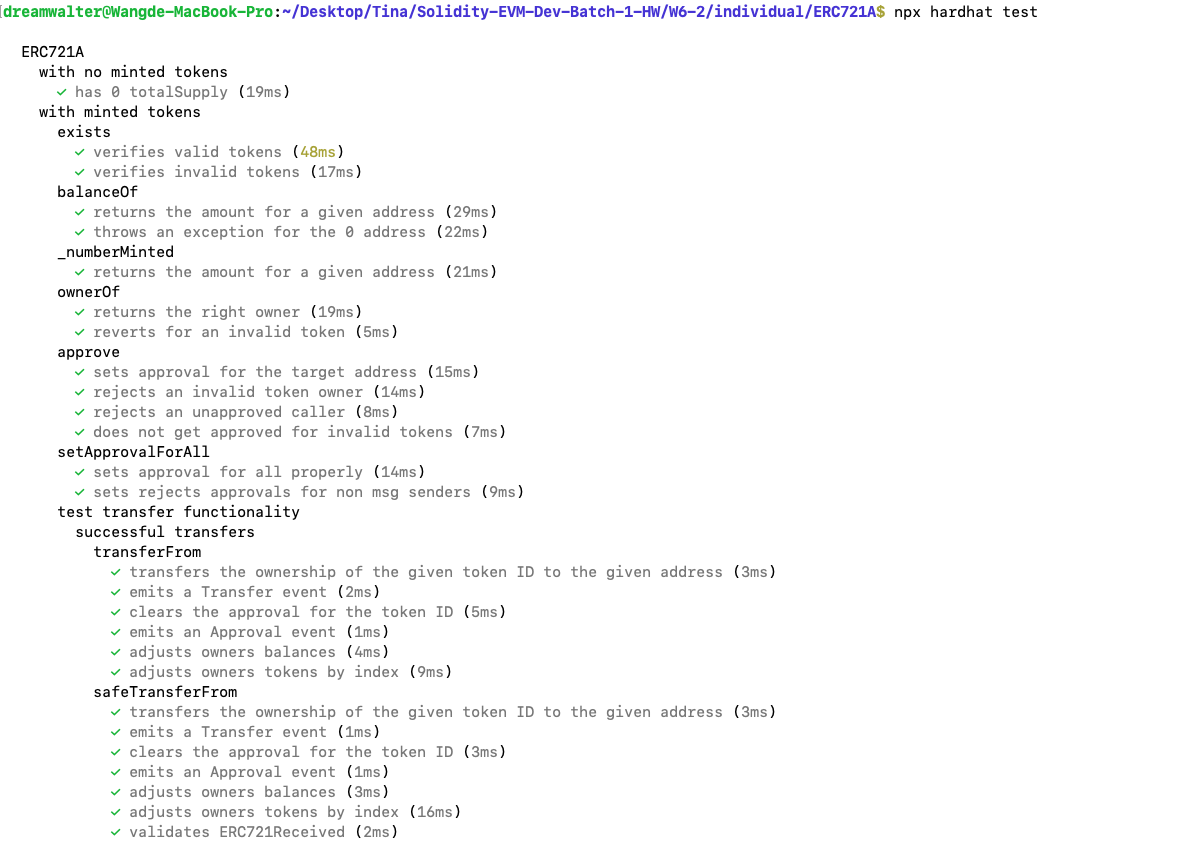 [dreamwalter@Wangde-MacBook-Pro:~/Desktop/Tina/Solidity-EVM-Dev-Batch-1-HW/W6-2/individual/ERC721A$ npx hardhat test
ERC721A
with no minted tokens
✓ has 0 totalSupply (19ms)
with minted tokens
exists
✓ verifies valid tokens (48ms)
✓ verifies invalid tokens (17ms)
balanceOf
✓ returns the amount for a given address (29ms)
✓ throws an exception for the 0 address (22ms)
_numberMinted
✓ returns the amount for a given address (21ms)
ownerOf
✓ returns the right owner (19ms)
✓ reverts for an invalid token (5ms)
approve
✓ sets approval for the target address (15ms)
✓ rejects an invalid token owner (14ms)
✓ rejects an unapproved caller (8ms)
✓ does not get approved for invalid tokens (7ms)
setApprovalForAll
✓ sets approval for all properly (14ms)
✓ sets rejects approvals for non msg senders (9ms)
test transfer functionality
successful transfers
transferFrom
✓ transfers the ownership of the given token ID to the given address (3ms)
✓ emits a Transfer event (2ms)
✓ clears the approval for the token ID (5ms)
✓ emits an Approval event (1ms)
✓ adjusts owners balances (4ms)
✓ adjusts owners tokens by index (9ms)
safeTransferFrom
✓ transfers the ownership of the given token ID to the given address (3ms)
✓ emits a Transfer event (1ms)
✓ clears the approval for the token ID (3ms)
✓ emits an Approval event (1ms)
✓ adjusts owners balances (3ms)
✓ adjusts owners tokens by index (16ms)
✓ validates ERC721Received (2ms)